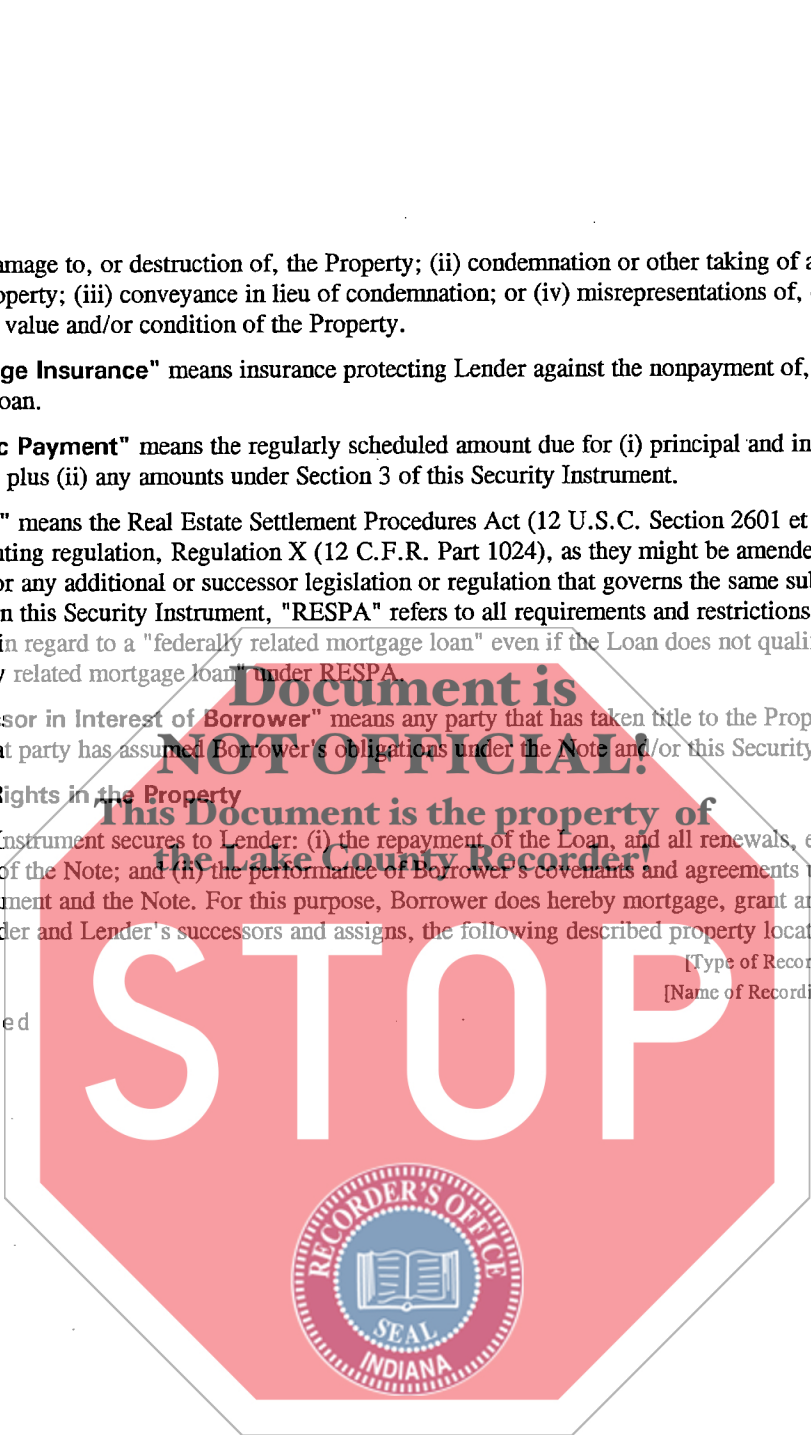 amage to, or destruction of, the Property; (ii) condemnation or other taking of a
operty; (iii) conveyance in lieu of condemnation; or (iv) misrepresentations of,
value and/or condition of the Property.
ge Insurance" means insurance protecting Lender against the nonpayment of,
oan.
c Payment" means the regularly scheduled amount due for (i) principal and in
plus (ii) any amounts under Section 3 of this Security Instrument.
" means the Real Estate Settlement Procedures Act (12 U.S.C. Section 2601 et
ting regulation, Regulation X (12 C.F.R. Part 1024), as they might be amende
or any additional or successor legislation or regulation that governs the same sub
n this Security Instrument, "RESPA" refers to all requirements and restrictions
in regard to a "federally related mortgage loan" even if the Loan does not quali
y related mortgage loan" under RESPA.
Document is
sor in Interest of Borrower" means any party that has taken title to the Prop
t party has assumed Borrower's obligations under the Note and/or this Security
NOT OFFICIAL!
ights in the Property
This Document is the property of
Instrument secures to Lender: (i) the repayment of the Loan, and all renewals, e
the Lake County Recorder!
of the Note; and (ii) the performance of Borrower's covenants and agreements u
ment and the Note. For this purpose, Borrower does hereby mortgage, grant an
der and Lender's successors and assigns, the following described property locat
[Type of Recor
[Name of Recordi
ed
STOP
RECORDER'S OFFICE
SEAL
INDIANA